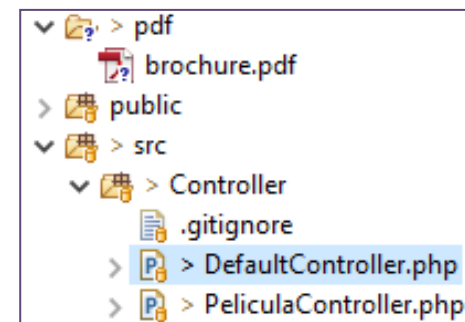 > pdf
brochure.pdf
public
> src
> Controller
.gitignore
> DefaultController.php
> PeliculaController.php